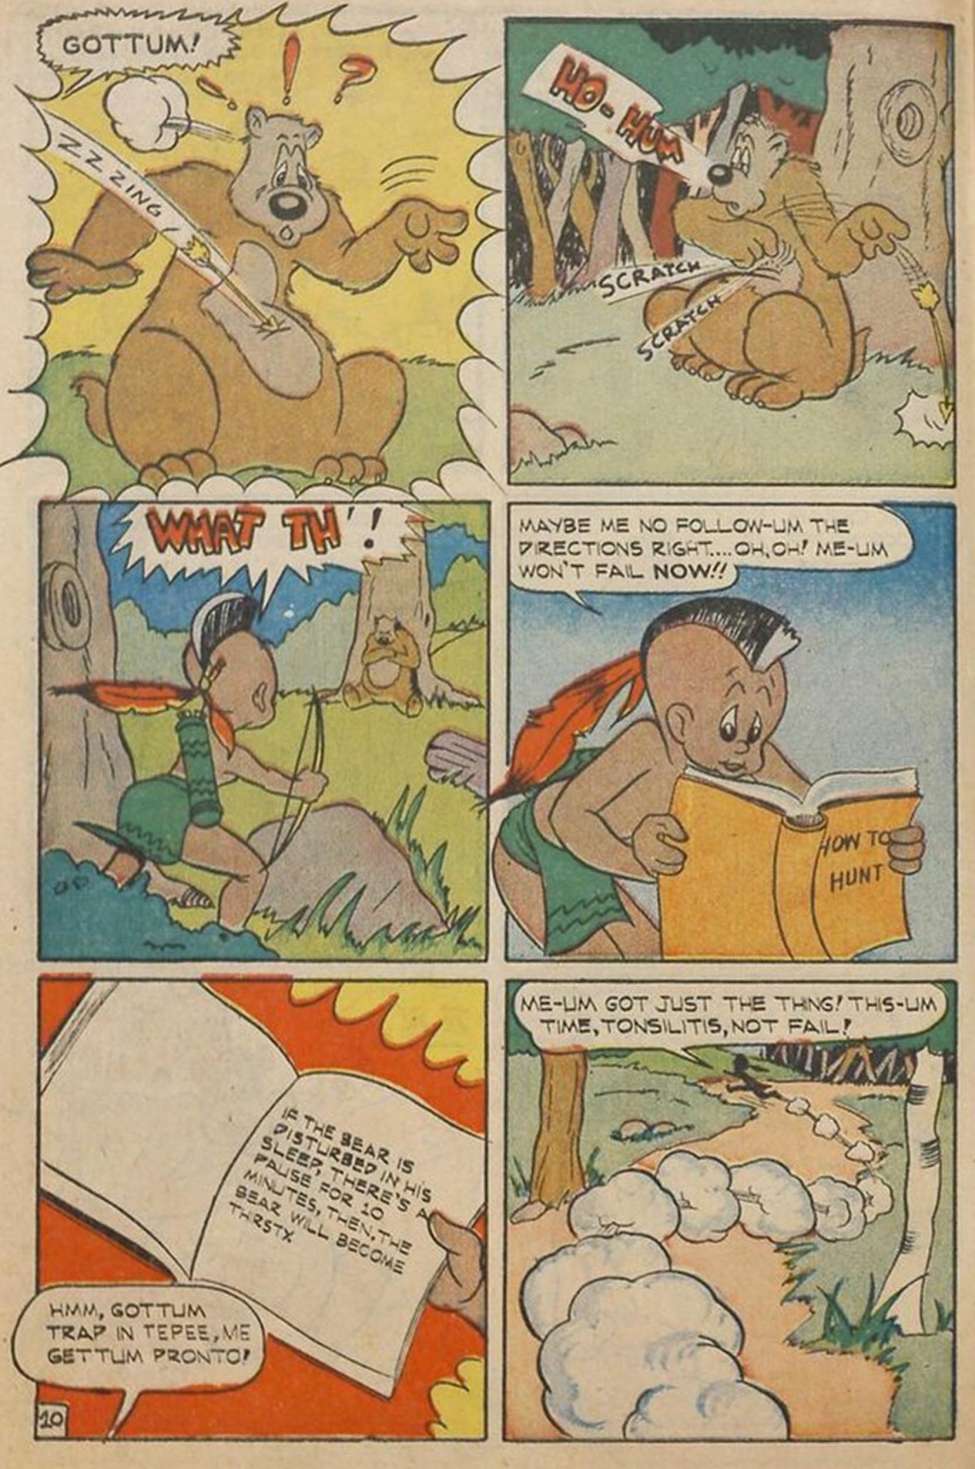 GOTTUM!
! ! ?
ZZZZING
HO-HUM
SCRATCH
SCRATCH
WHAT TH'!
MAYBE ME NO FOLLOW-UM THE
DIRECTIONS RIGHT....OH, OH! ME-UM
WON'T FAIL NOW!!
HOW TO
HUNT
IF THE BEAR IS
DISTURBED IN HIS
SLEEP, THERE'S A
PAUSE FOR 10
MINUTES, THEN, THE
BEAR WILL BECOME
THIRSTY
HMM, GOTTUM
TRAP IN TEPEE, ME
GETTUM PRONTO!
10
ME-UM GOT JUST THE THING! THIS-UM
TIME, TONSILITIS, NOT FAIL!